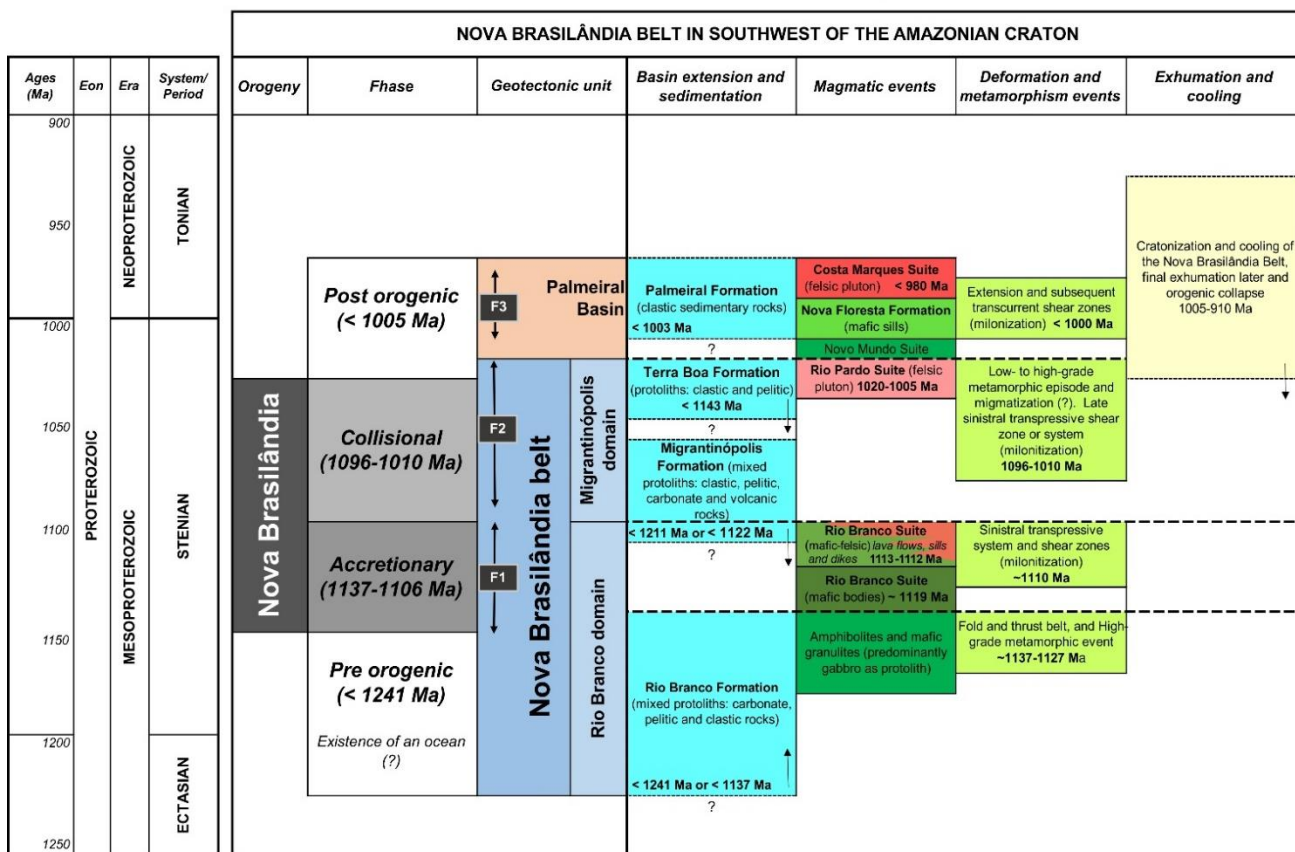 NOVA BRASILÂNDIA BELT IN SOUTHWEST OF THE AMAZONIAN CRATON
Ages
(Ma)
Eon
Era
System/
Period
Orogeny
Fhase
Geotectonic unit
Basin extension and
sedimentation
Magmatic events
Deformation and
metamorphism events
Exhumation and
cooling
900
950
1000
1050
1100
1150
1200
1250
PROTEROZOIC
NEOPROTEROZOIC
MESOPROTEROZOIC
TONIAN
STENIAN
ECTASIAN
Nova Brasilândia
Post orogenic
(< 1005 Ma)
Collisional
(1096-1010 Ma)
Accretionary
(1137-1106 Ma)
Pre orogenic
(< 1241 Ma)
Existence of an ocean
(?)
F3
Palmeiral
Basin
F2
F1
Nova Brasilândia belt
Migrantinópolis
domain
Rio Branco domain
Palmeiral Formation
(clastic sedimentary rocks)
< 1003 Ma
?
Terra Boa Formation
(protoliths: clastic and pelitic)
< 1143 Ma
?
Migrantinópolis
Formation (mixed
protoliths: clastic, pelitic,
carbonate and volcanic
rocks)
< 1211 Ma or < 1122 Ma
?
Rio Branco Formation
(mixed protoliths: carbonate,
pelitic and clastic rocks)
< 1241 Ma or < 1137 Ma
?
Costa Marques Suite
(felsic pluton) < 980 Ma
Nova Floresta Formation
(mafic sills)
Novo Mundo Suite
Rio Pardo Suite (felsic
pluton) 1020-1005 Ma
Rio Branco Suite
(mafic-felsic) lava flows, sills
and dikes 1113-1112 Ma
Rio Branco Suite
(mafic bodies) ~ 1119 Ma
Amphibolites and mafic
granulites (predominantly
gabbro as protolith)
Extension and subsequent
transcurrent shear zones
(milonization) < 1000 Ma
Low- to high-grade
metamorphic episode and
migmatization (?). Late
sinistral transpressive shear
zone or system
(milonitization)
1096-1010 Ma
Sinistral transpressive
system and shear zones
(milonitization)
~1110 Ma
Fold and thrust belt, and High-
grade metamorphic event
~1137-1127 Ma
Cratonization and cooling of
the Nova Brasilândia Belt,
final exhumation later and
orogenic collapse
1005-910 Ma